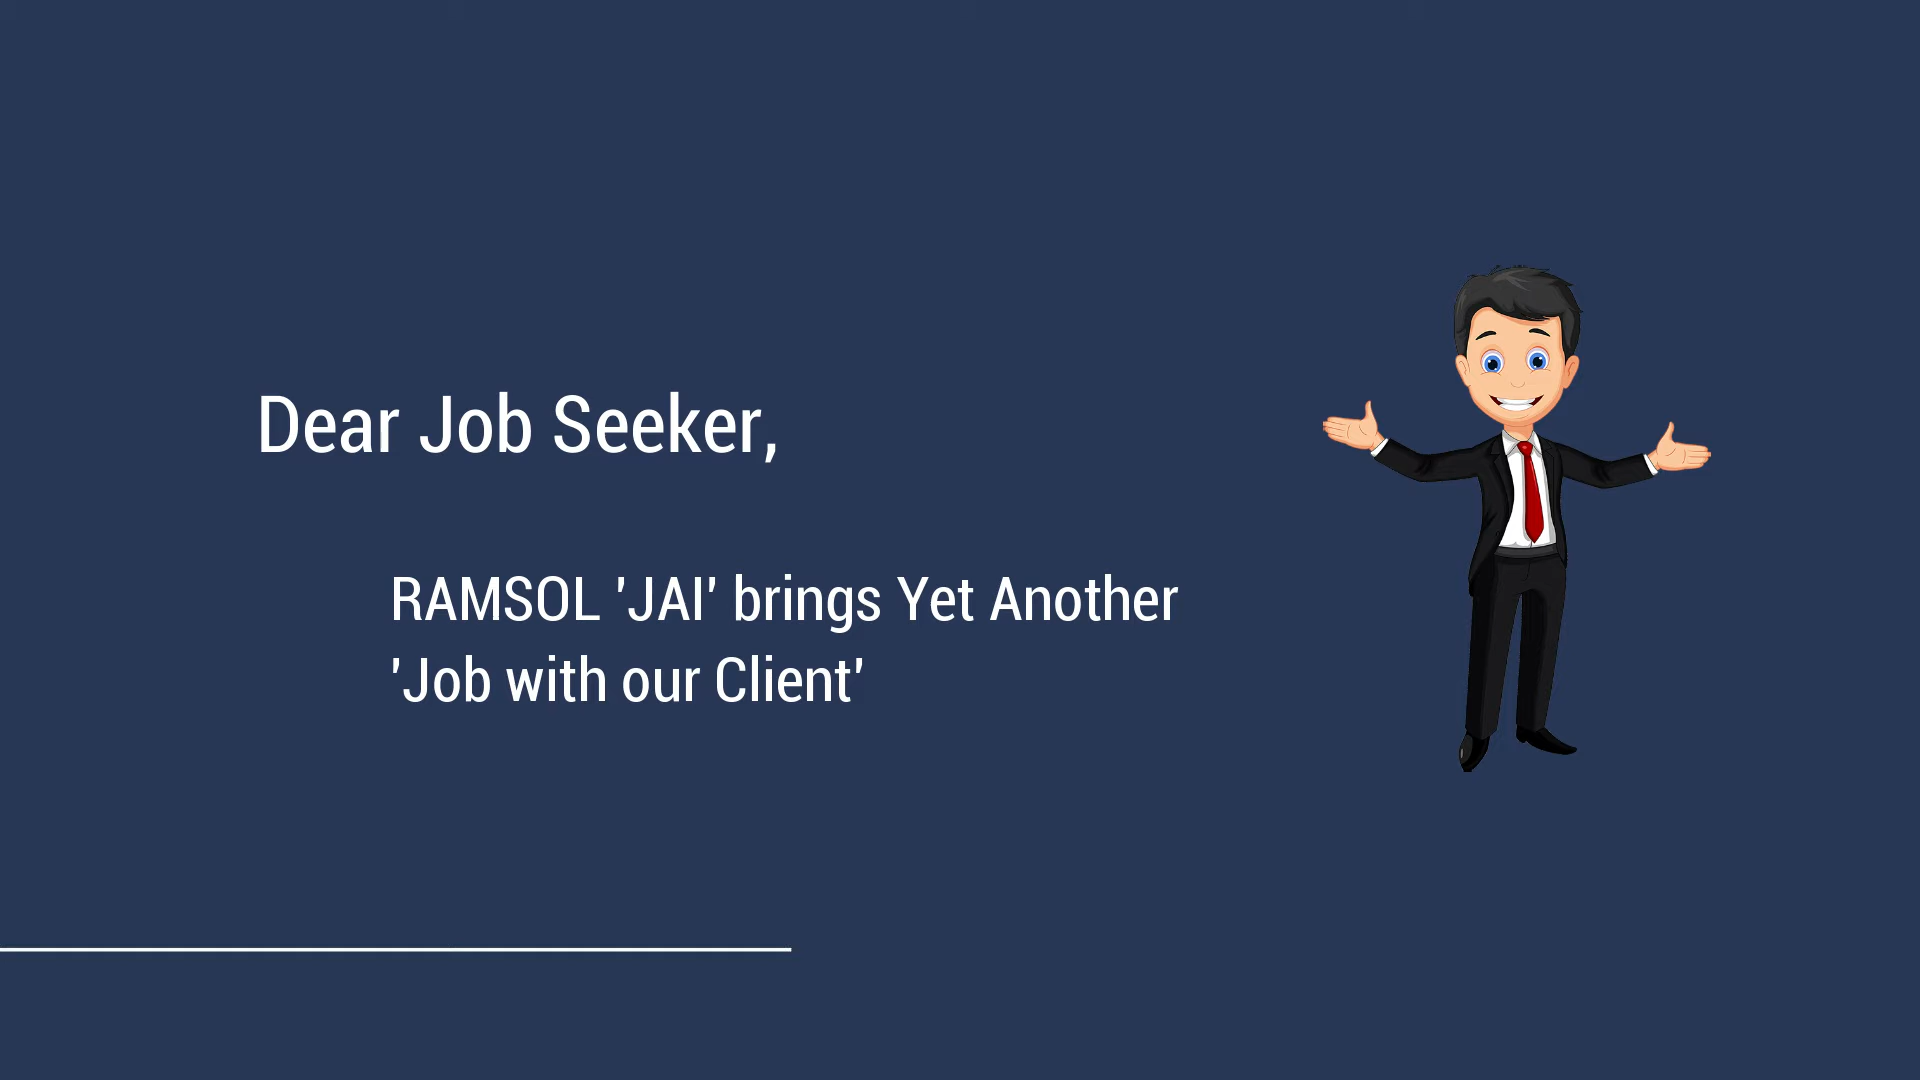 Dear Job Seeker,
RAMSOL 'JAI' brings Yet Another
'Job with our Client'